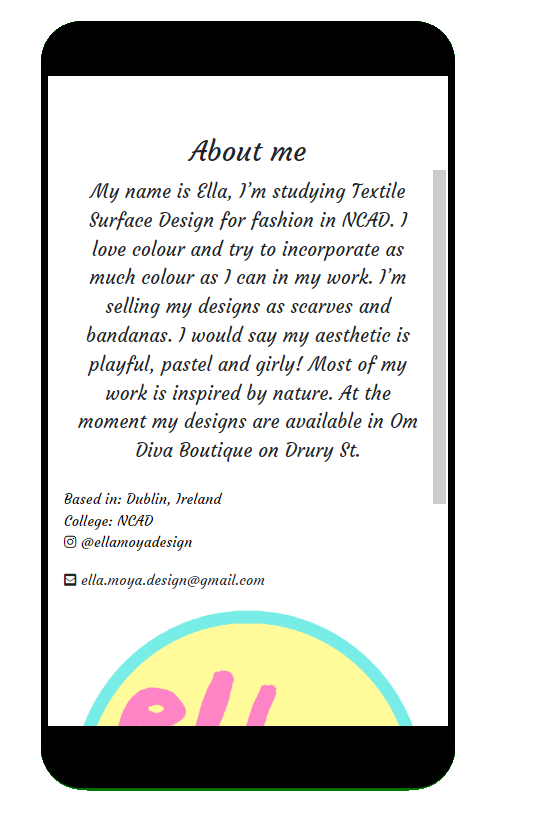 About me
My name is Ella, I'm studying Textile
Surface Design for fashion in NCAD. I
love colour and try to incorporate as
much colour as I can in my work. I'm
selling my designs as scarves and
bandanas. I would say my aesthetic is
playful, pastel and girly! Most of my
work is inspired by nature. At the
moment my designs are available in Om
Diva Boutique on Drury St.
Based in: Dublin, Ireland
College: NCAD
@ellamoyadesign
ella.moya.design@gmail.com
ell